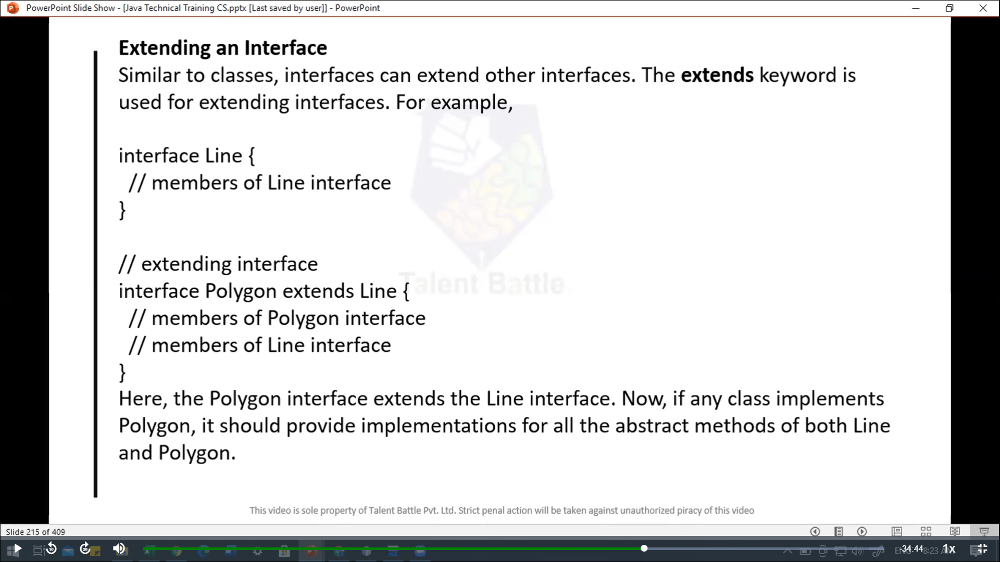 PowerPoint Slide Show - [Java Technical Training CS.pptx [Last saved by user]] - PowerPoint
Extending an Interface
Similar to classes, interfaces can extend other interfaces. The extends keyword is
used for extending interfaces. For example,
interface Line {
// members of Line interface
}
// extending interface
interface Polygon extends Line {
// members of Polygon interface
// members of Line interface
}
Here, the Polygon interface extends the Line interface. Now, if any class implements
Polygon, it should provide implementations for all the abstract methods of both Line
and Polygon.
Talent Battle
This video is sole property of Talent Battle Pvt. Ltd. Strict penal action will be taken against unauthorized piracy of this video
Slide 215 of 409
10
30
-34:44
1x